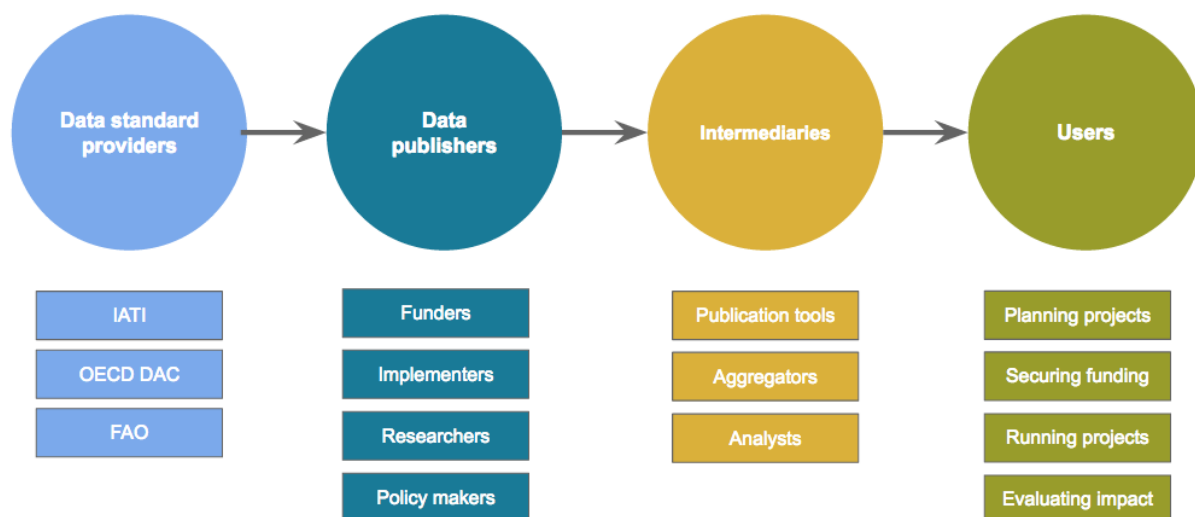 Data standard
providers
Data
publishers
Intermediaries
Users
IATI
OECD DAC
FAO
Funders
Implementers
Researchers
Policy makers
Publication tools
Aggregators
Analysts
Planning projects
Securing funding
Running projects
Evaluating impact